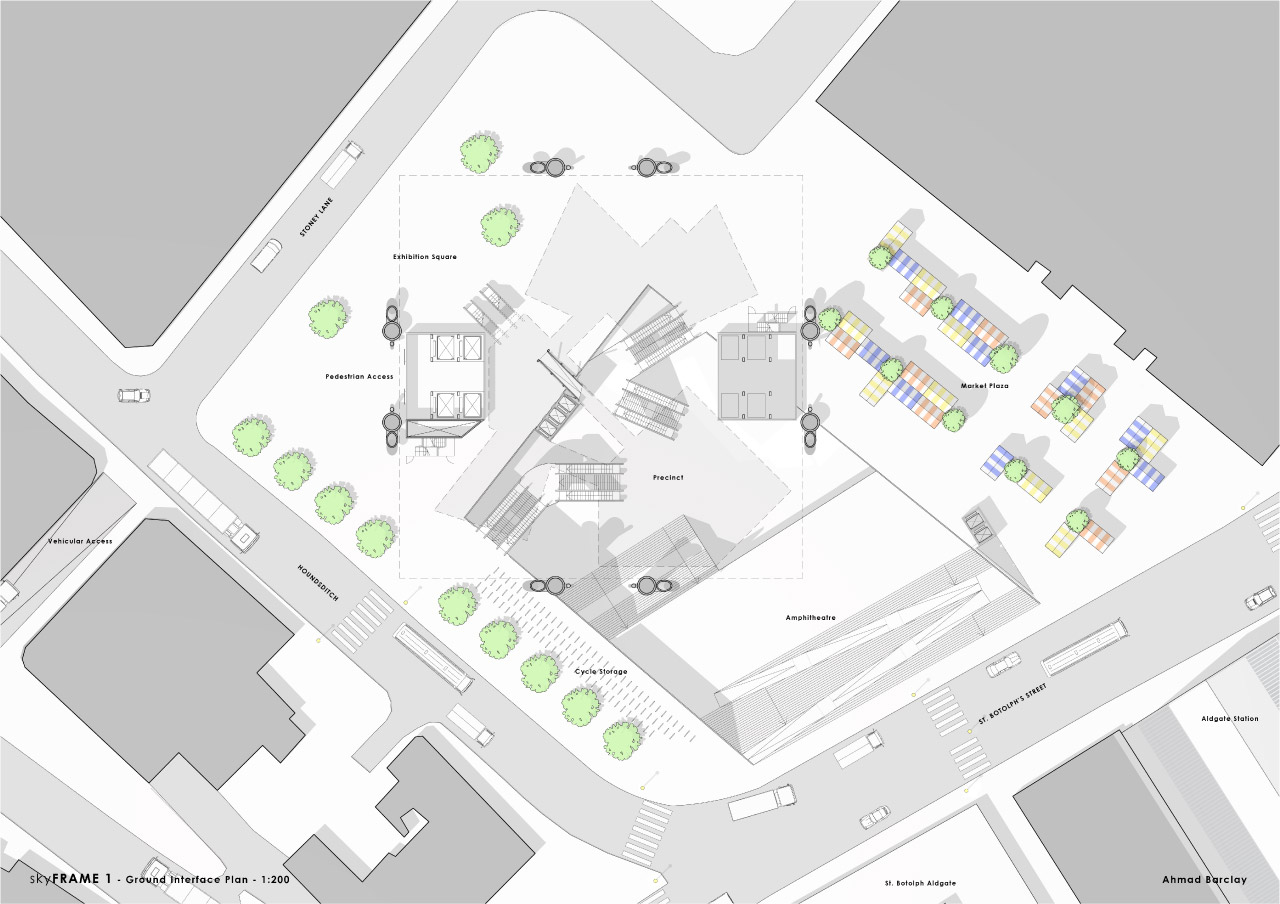 STONEY LANE
Exhibition Square
Pedestrian Access
Market Plaza
Precinct
Vehicular Access
HOUNDSDITCH
Amphitheatre
Cycle Storage
ST. BOTOLPH'S STREET
Aldgate Station
skyFRAME 1 - Ground Interface Plan - 1:200
St. Botolph Aldgate
Ahmad Barclay